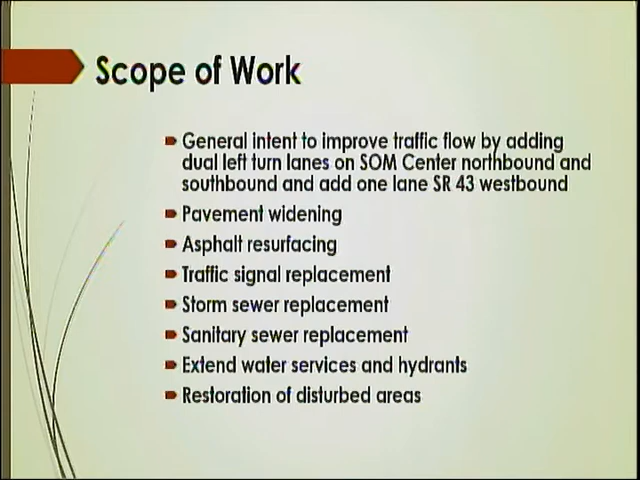 Scope of Work
General intent to improve traffic flow by adding
dual left turn lanes on SOM Center northbound and
southbound and add one lane SR 43 westbound
Pavement widening
Asphalt resurfacing
Traffic signal replacement
Storm sewer replacement
Sanitary sewer replacement
Extend water services and hydrants
Restoration of disturbed areas